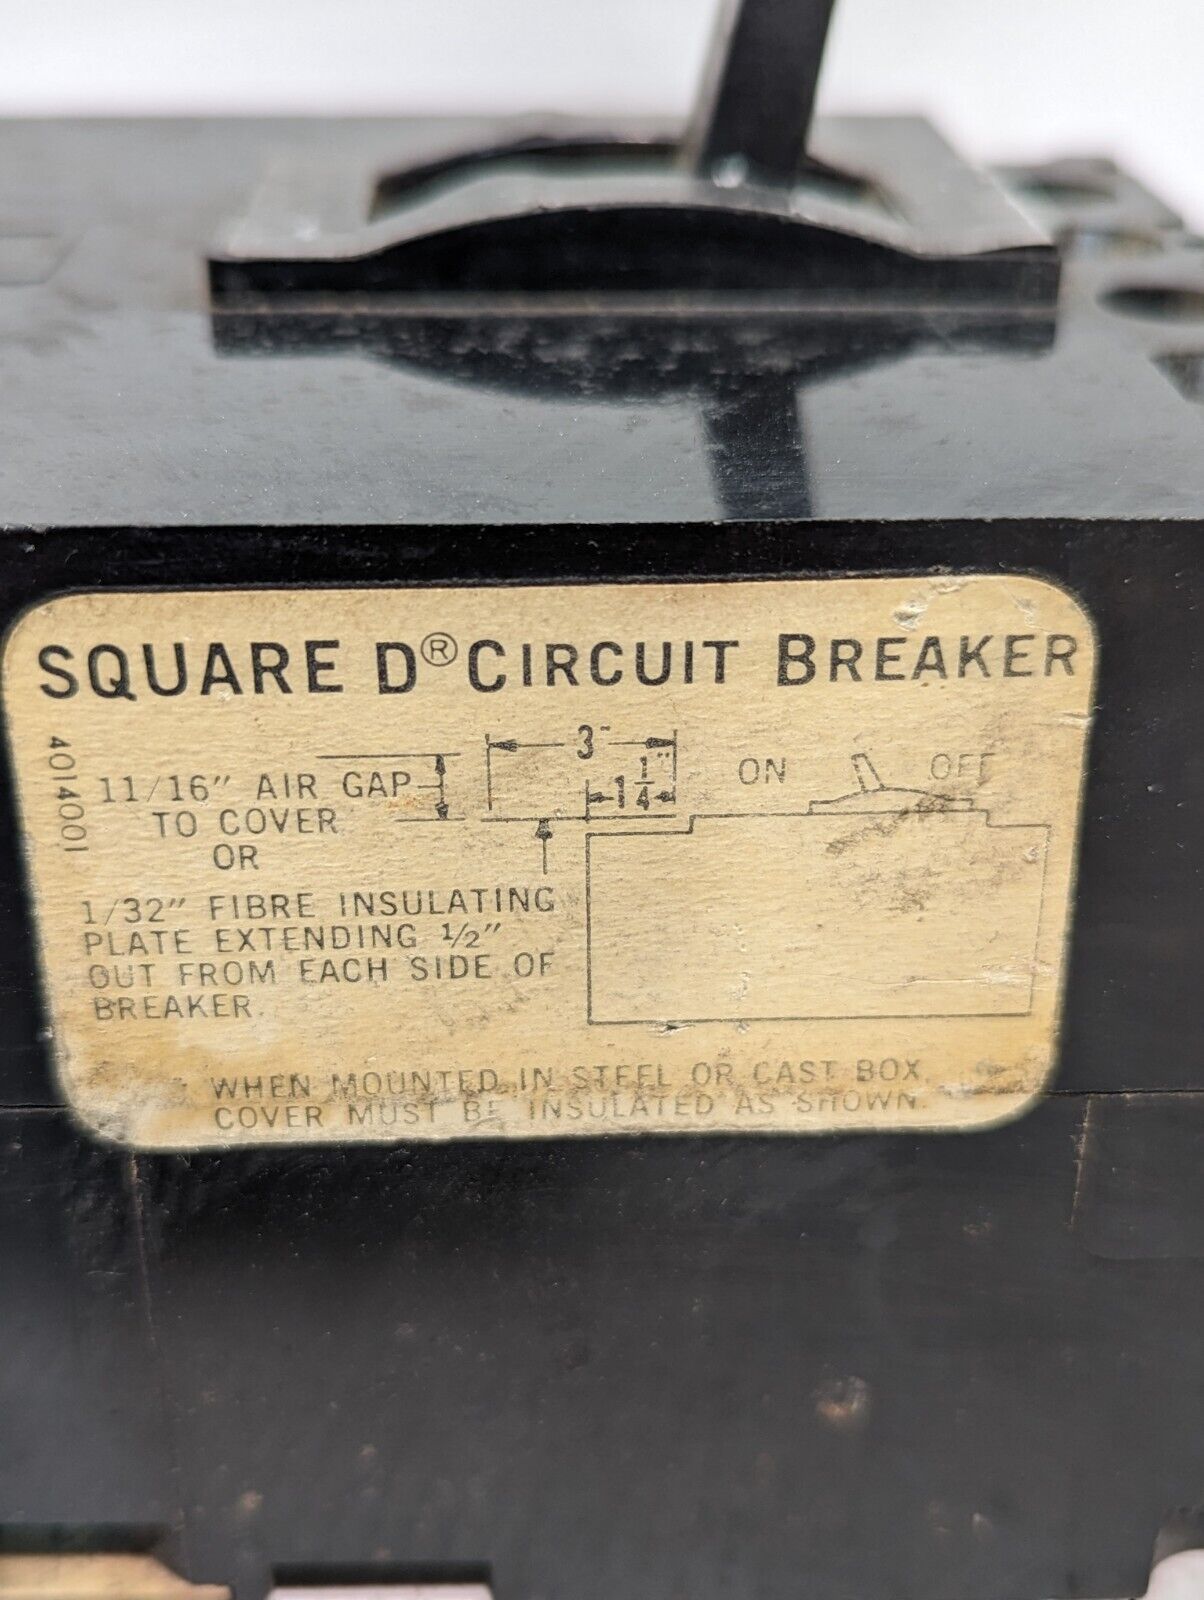 SQUARE D® CIRCUIT BREAKER
4014001
3"
1 1/4"
ON OFF
11/16" AIR GAP
TO COVER
OR
1/32" FIBRE INSULATING
PLATE EXTENDING ½"
OUT FROM EACH SIDE OF
BREAKER.
WHEN MOUNTED IN STEEL OR CAST BOX,
COVER MUST BE INSULATED AS SHOWN.